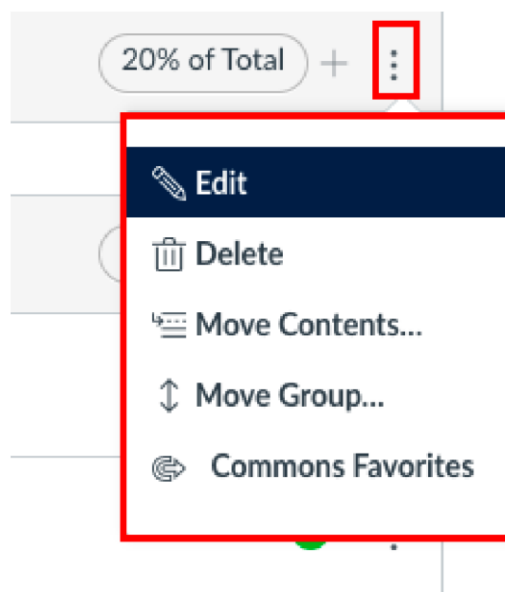 20% of Total
Edit
Delete
Move Contents...
Move Group...
Commons Favorites